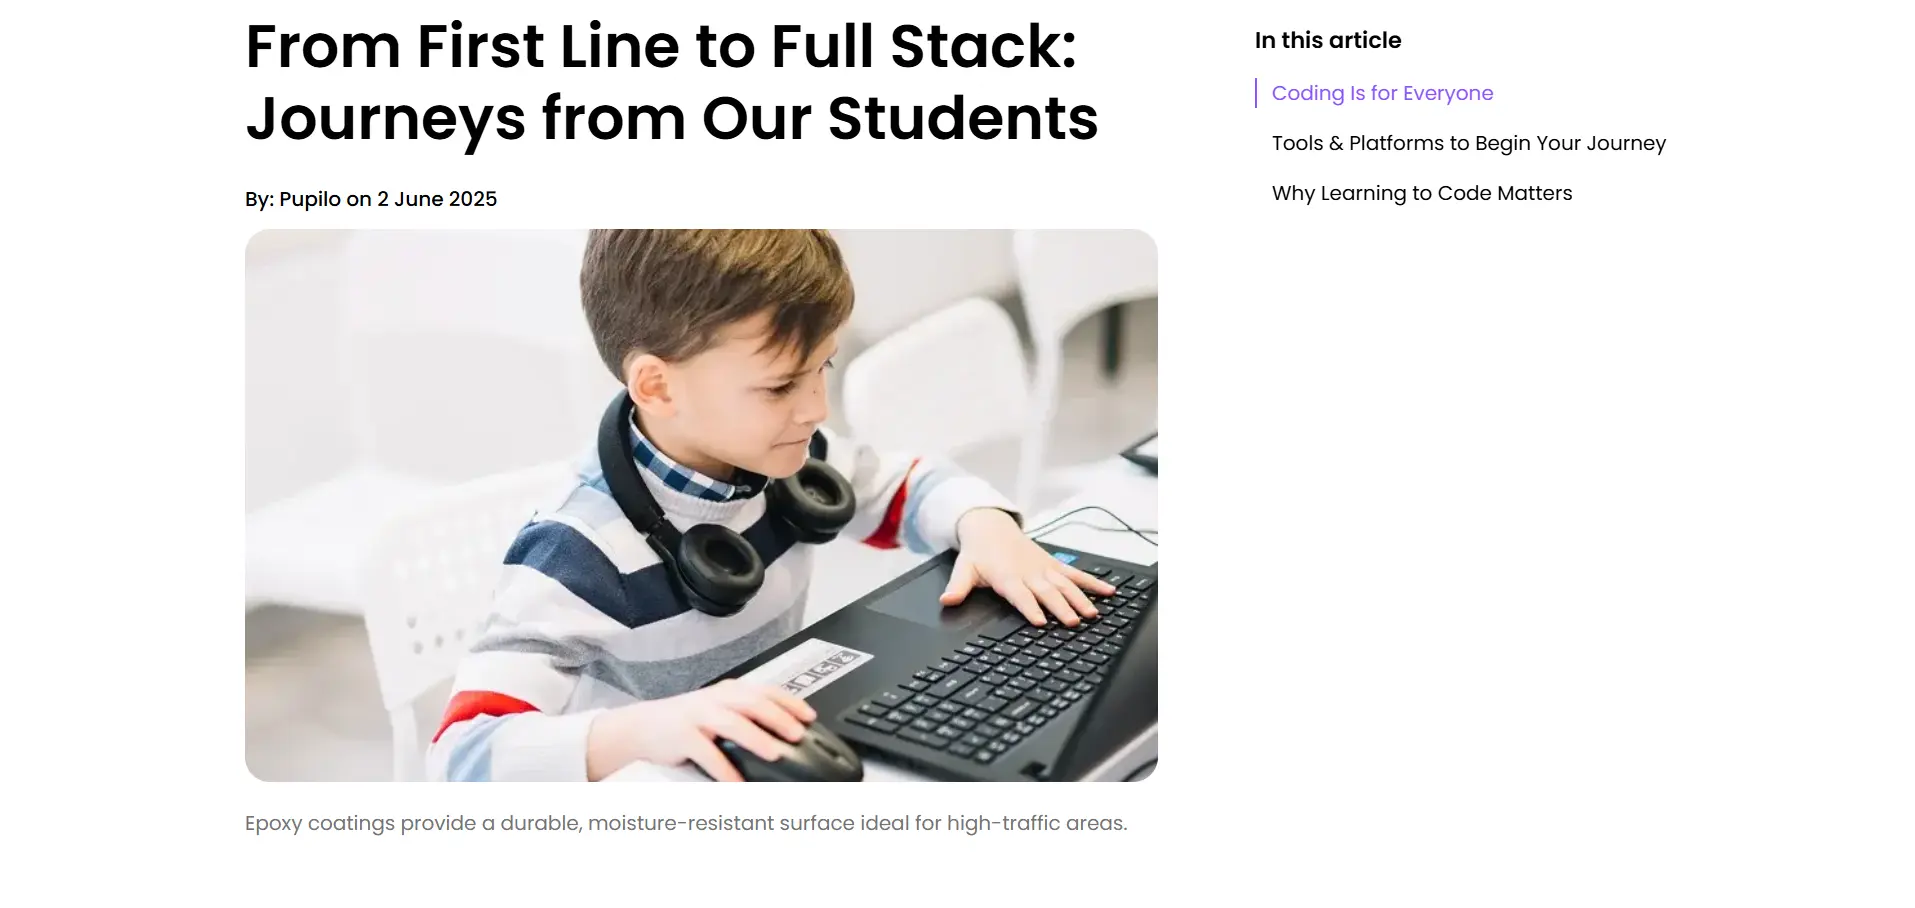 From First Line to Full Stack:
Journeys from Our Students
By: Pupilo on 2 June 2025
Epoxy coatings provide a durable, moisture-resistant surface ideal for high-traffic areas.
In this article
Coding Is for Everyone
Tools & Platforms to Begin Your Journey
Why Learning to Code Matters